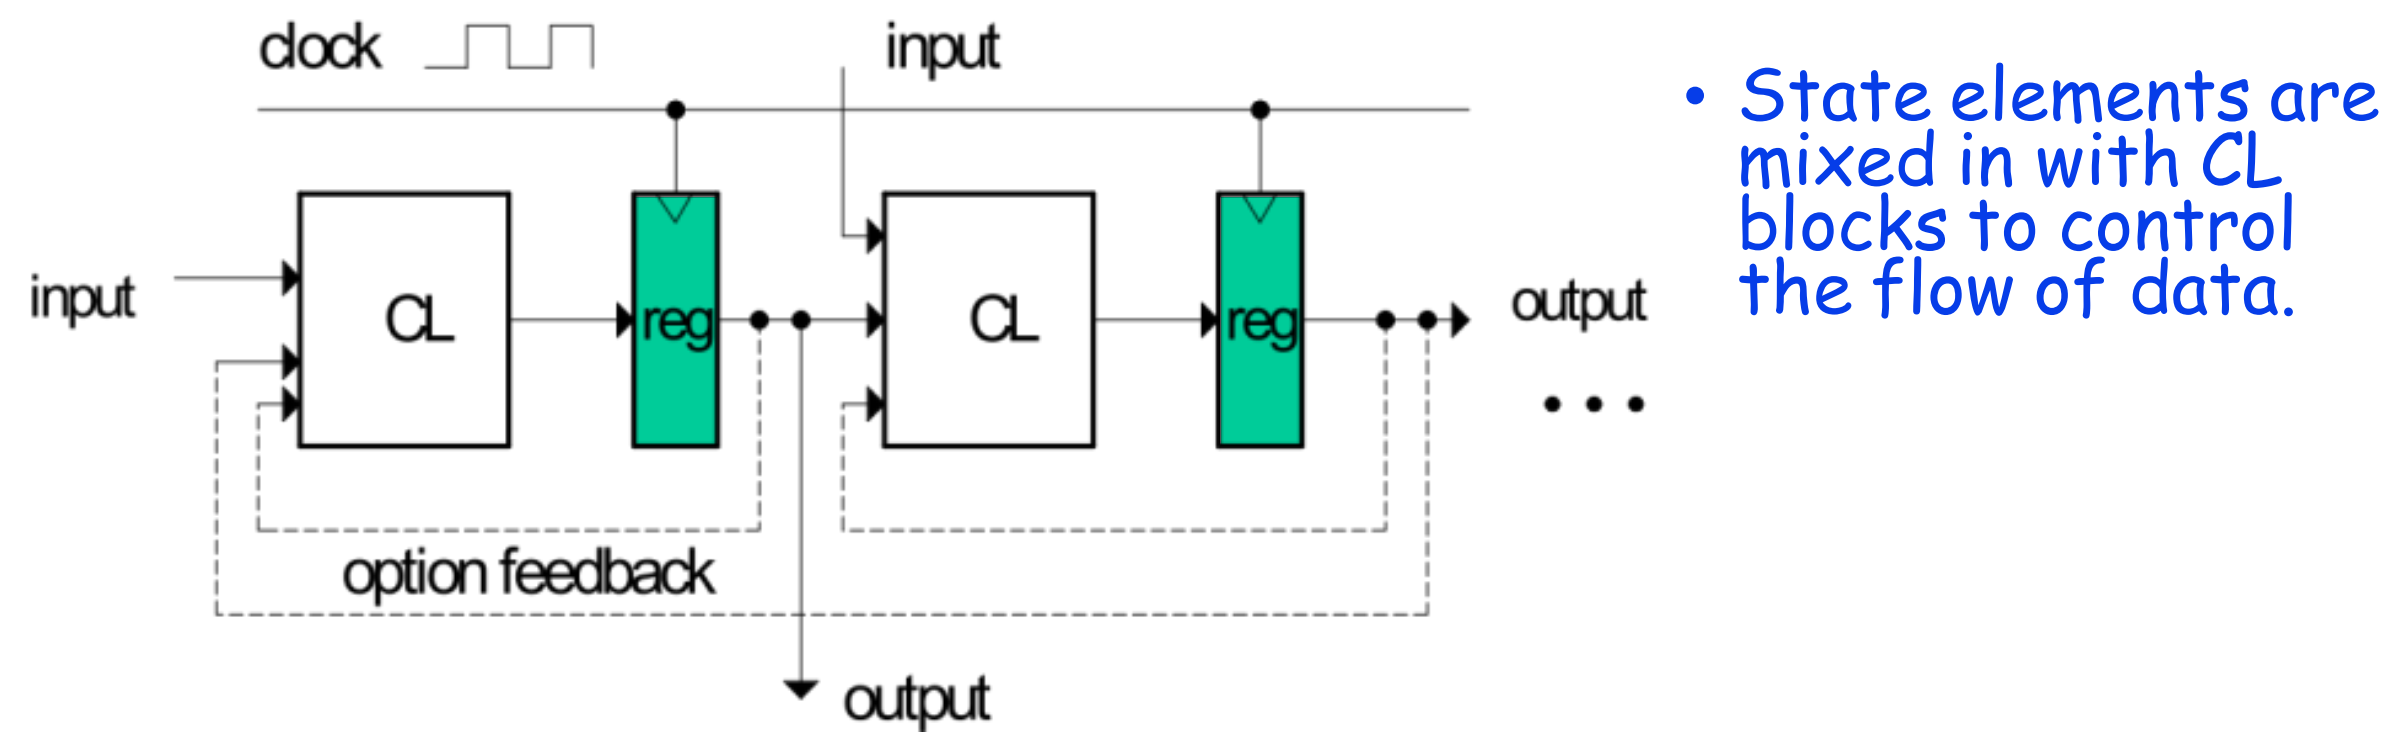 clock
input
input
CL
reg
CL
reg
output
option feedback
output
• State elements are
mixed in with CL
blocks to control
the flow of data.